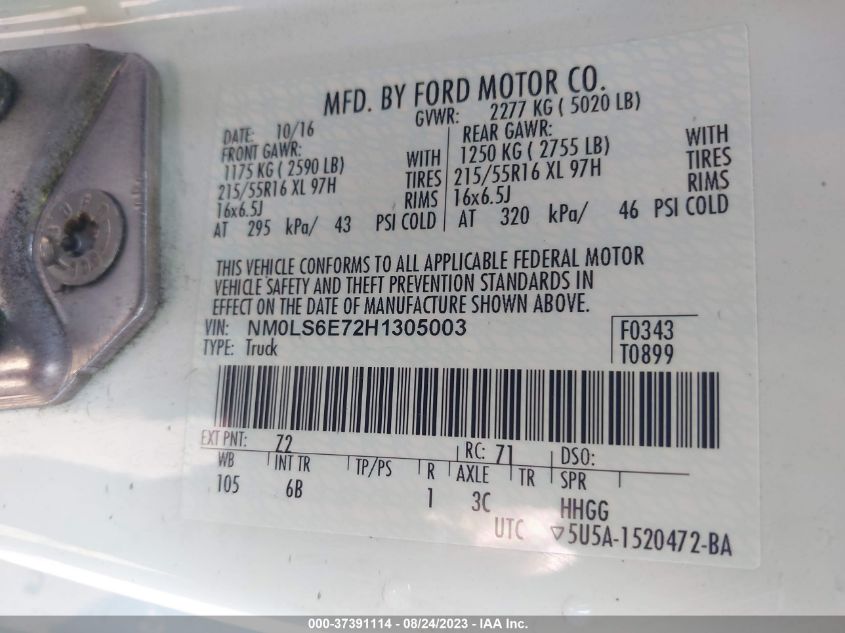 MFD. BY FORD MOTOR CO.
DATE: 10/16 GVWR: 2277 KG ( 5020 LB)
FRONT GAWR: REAR GAWR:
1175 KG ( 2590 LB) WITH 1250 KG ( 2755 LB) WITH
215/55R16 XL 97H TIRES 215/55R16 XL 97H TIRES
16x6.5J RIMS 16x6.5J RIMS
AT 295 kPa/ 43 PSI COLD AT 320 kPa/ 46 PSI COLD
THIS VEHICLE CONFORMS TO ALL APPLICABLE FEDERAL MOTOR
VEHICLE SAFETY AND THEFT PREVENTION STANDARDS IN
EFFECT ON THE DATE OF MANUFACTURE SHOWN ABOVE.
VIN: NM0LS6E72H1305003 F0343
TYPE: Truck T0899
EXT PNT: Z2 RC: 71 DSO:
WB INT TR TP/PS R AXLE TR SPR
105 6B 1 3C HHGG
UTC ▽5U5A-1520472-BA
000-37391114 - 08/24/2023 - IAA Inc.